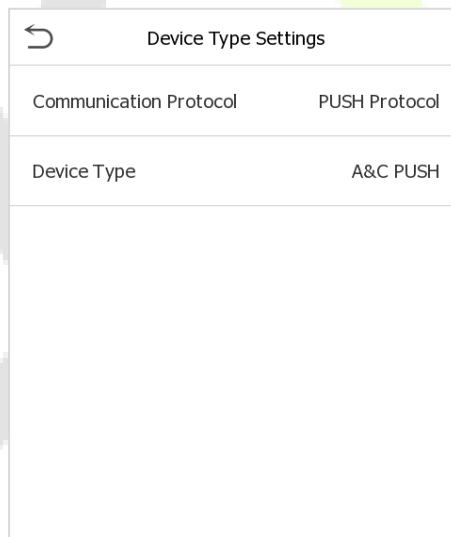 Device Type Settings
Communication Protocol PUSH Protocol
Device Type A&C PUSH